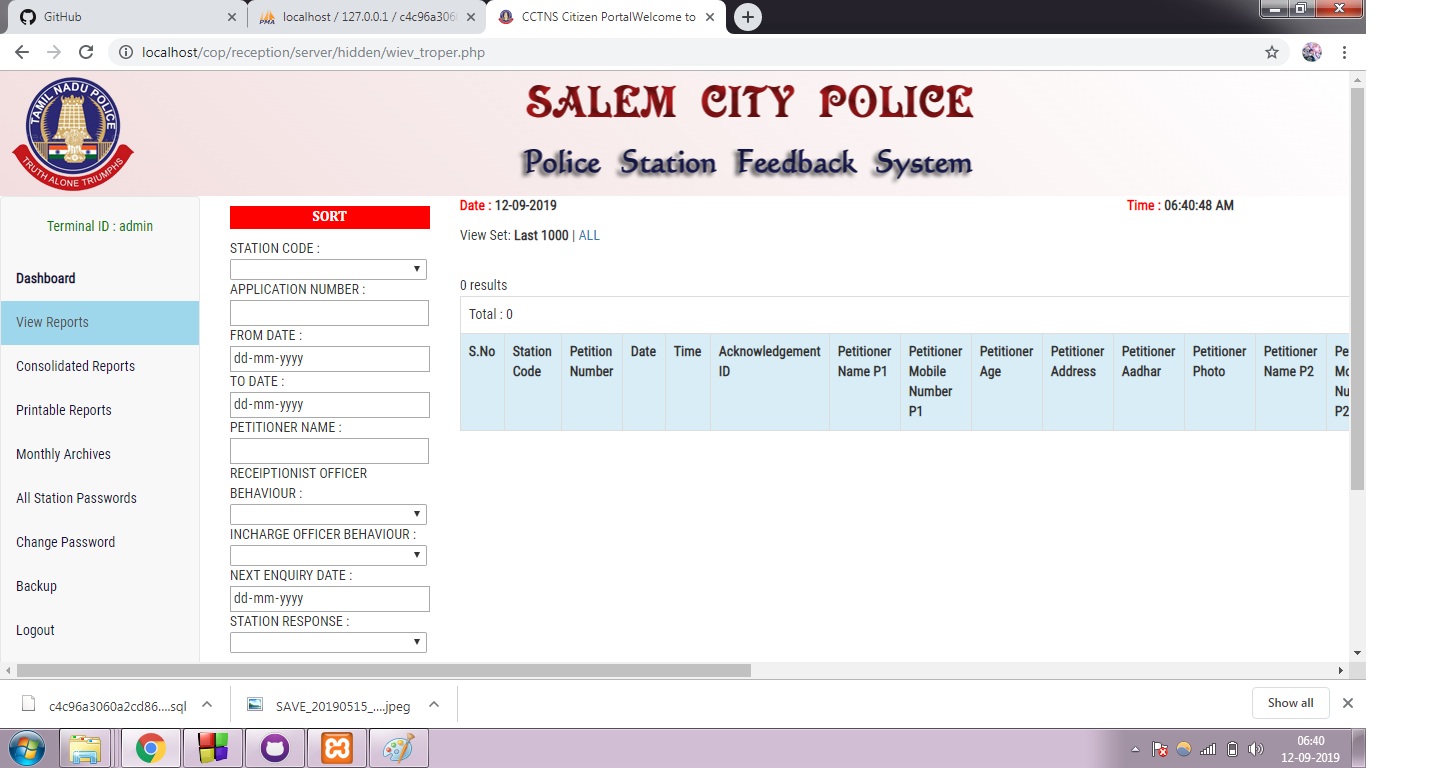 GitHub
localhost / 127.0.0.1 / c4c96a306
CCTNS Citizen PortalWelcome to
localhost/cop/reception/server/hidden/wiev_troper.php
TAMIL NADU POLICE
TRUTH ALONE TRIUMPHS
SALEM CITY POLICE
Police Station Feedback System
Terminal ID : admin
Dashboard
View Reports
Consolidated Reports
Printable Reports
Monthly Archives
All Station Passwords
Change Password
Backup
Logout
SORT
STATION CODE :
APPLICATION NUMBER :
FROM DATE :
dd-mm-yyyy
TO DATE :
dd-mm-yyyy
PETITIONER NAME :
RECEIPTIONIST OFFICER
BEHAVIOUR :
INCHARGE OFFICER BEHAVIOUR :
NEXT ENQUIRY DATE :
dd-mm-yyyy
STATION RESPONSE :
Date : 12-09-2019
Time : 06:40:48 AM
View Set: Last 1000 | ALL
0 results
Total : 0
S.No
Station
Code
Petition
Number
Date
Time
Acknowledgement
ID
Petitioner
Name P1
Petitioner
Mobile
Number
P1
Petitioner
Age
Petitioner
Address
Petitioner
Aadhar
Petitioner
Photo
Petitioner
Name P2
Pe
Mo
Nu
P2
c4c96a3060a2cd86....sql
SAVE_20190515_....jpeg
Show all
06:40
12-09-2019